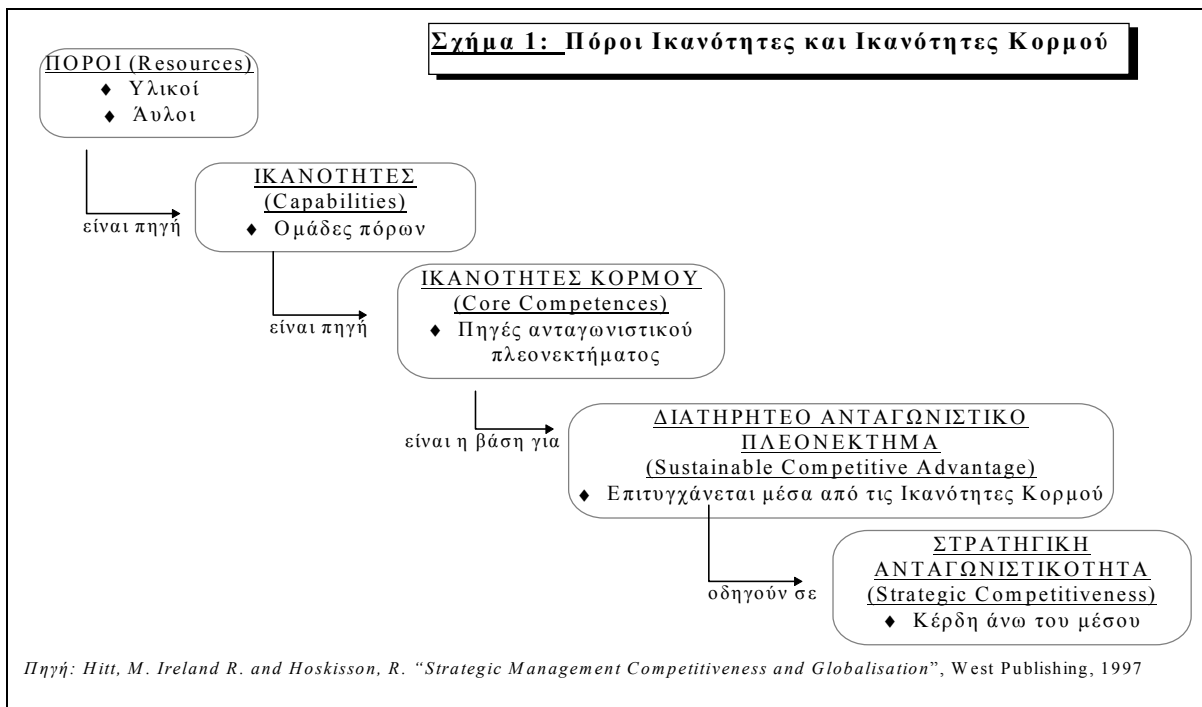 Σχήμα 1: Πόροι Ικανότητες και Ικανότητες Κορμού
ΠΟΡΟΙ (Resources)
♦ Υλικοί
♦ Άυλοι
είναι πηγή
ΙΚΑΝΟΤΗΤΕΣ
(Capabilities)
♦ Ομάδες πόρων
είναι πηγή
ΙΚΑΝΟΤΗΤΕΣ ΚΟΡΜΟΥ
(Core Competences)
♦ Πηγές ανταγωνιστικού
πλεονεκτήματος
είναι η βάση για
ΔΙΑΤΗΡΗΤΕΟ ΑΝΤΑΓΩΝΙΣΤΙΚΟ
ΠΛΕΟΝΕΚΤΗΜΑ
(Sustainable Competitive Advantage)
♦ Επιτυγχάνεται μέσα από τις Ικανότητες Κορμού
οδηγούν σε
ΣΤΡΑΤΗΓΙΚΗ
ΑΝΤΑΓΩΝΙΣΤΙΚΟΤΗΤΑ
(Strategic Competitiveness)
♦ Κέρδη άνω του μέσου
Πηγή: Hitt, M. Ireland R. and Hoskisson, R. “Strategic Management Competitiveness and Globalisation”, West Publishing, 1997